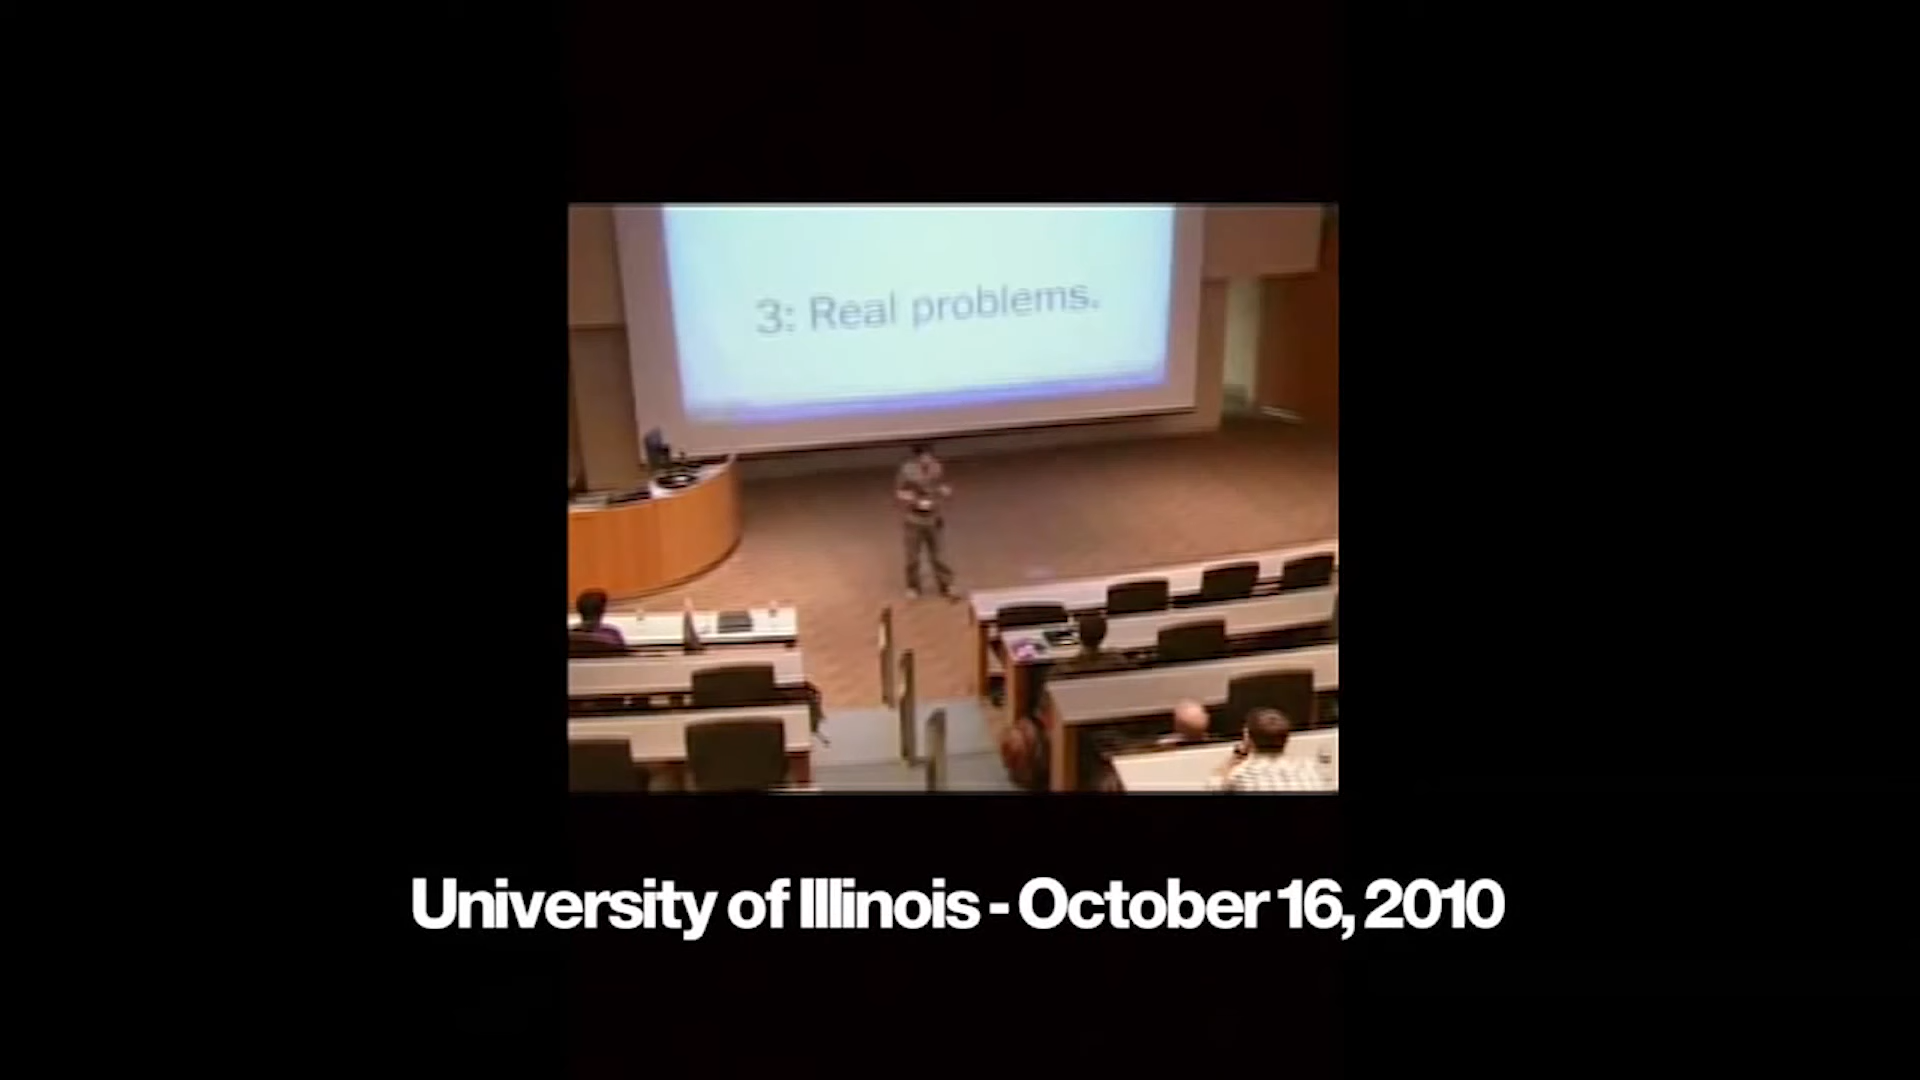 3: Real problems.
University of Illinois - October 16, 2010